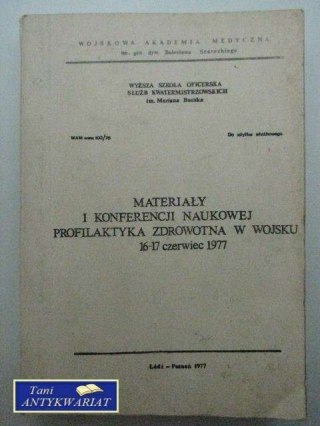 WOJSKOWA AKADEMIA MEDYCZNA
im. gen. dyw. Bolesława Szareckiego
WYŻSZA SZKOŁA OFICERSKA
SŁUŻB KWATERMISTRZOWSKICH
im. Mariana Buczka
WAM
Do użytku służbowego
MATERIAŁY
I KONFERENCJI NAUKOWEJ
PROFILAKTYKA ZDROWOTNA W WOJSKU
16-17 czerwiec 1977
Łódź - Poznań 1977
Tani
ANTYKWARIAT